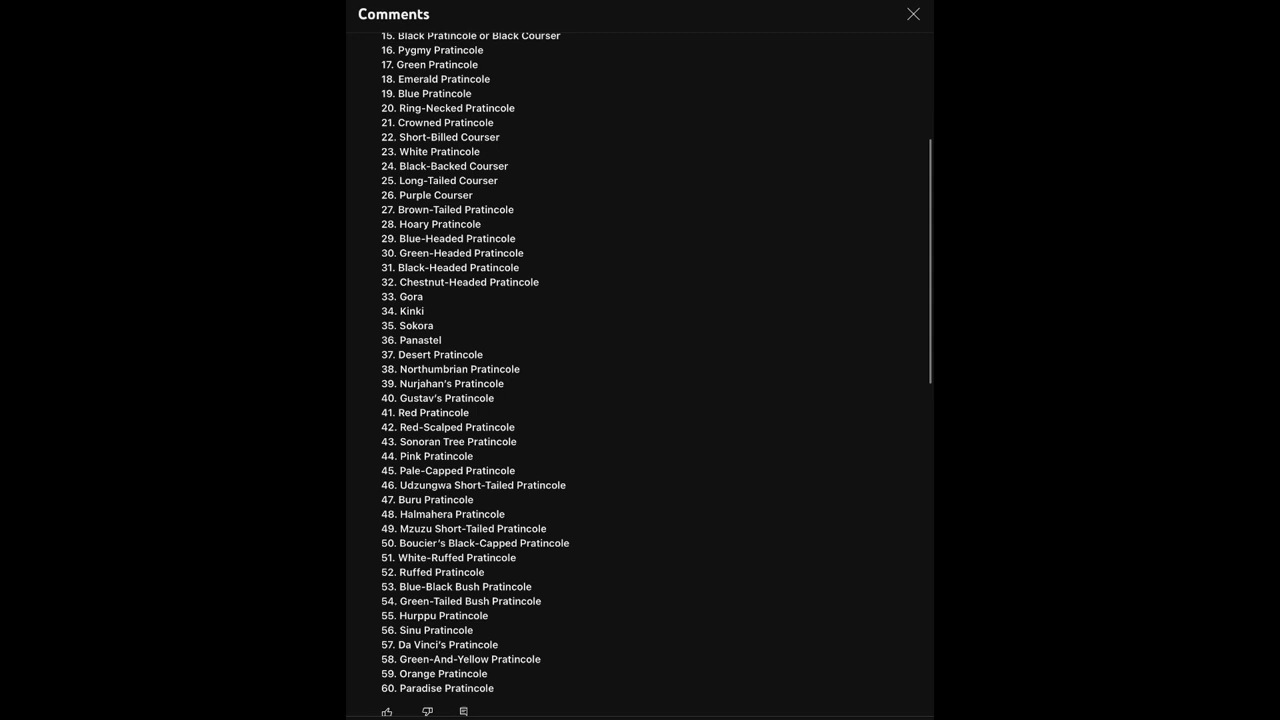 Comments
15. Black Pratincole or Black Courser
16. Pygmy Pratincole
17. Green Pratincole
18. Emerald Pratincole
19. Blue Pratincole
20. Ring-Necked Pratincole
21. Crowned Pratincole
22. Short-Billed Courser
23. White Pratincole
24. Black-Backed Courser
25. Long-Tailed Courser
26. Purple Courser
27. Brown-Tailed Pratincole
28. Hoary Pratincole
29. Blue-Headed Pratincole
30. Green-Headed Pratincole
31. Black-Headed Pratincole
32. Chestnut-Headed Pratincole
33. Gora
34. Kinki
35. Sokora
36. Panastel
37. Desert Pratincole
38. Northumbrian Pratincole
39. Nurjahan's Pratincole
40. Gustav's Pratincole
41. Red Pratincole
42. Red-Scalped Pratincole
43. Sonoran Tree Pratincole
44. Pink Pratincole
45. Pale-Capped Pratincole
46. Udzungwa Short-Tailed Pratincole
47. Buru Pratincole
48. Halmahera Pratincole
49. Mzuzu Short-Tailed Pratincole
50. Boucier's Black-Capped Pratincole
51. White-Ruffed Pratincole
52. Ruffed Pratincole
53. Blue-Black Bush Pratincole
54. Green-Tailed Bush Pratincole
55. Hurppu Pratincole
56. Sinu Pratincole
57. Da Vinci's Pratincole
58. Green-And-Yellow Pratincole
59. Orange Pratincole
60. Paradise Pratincole